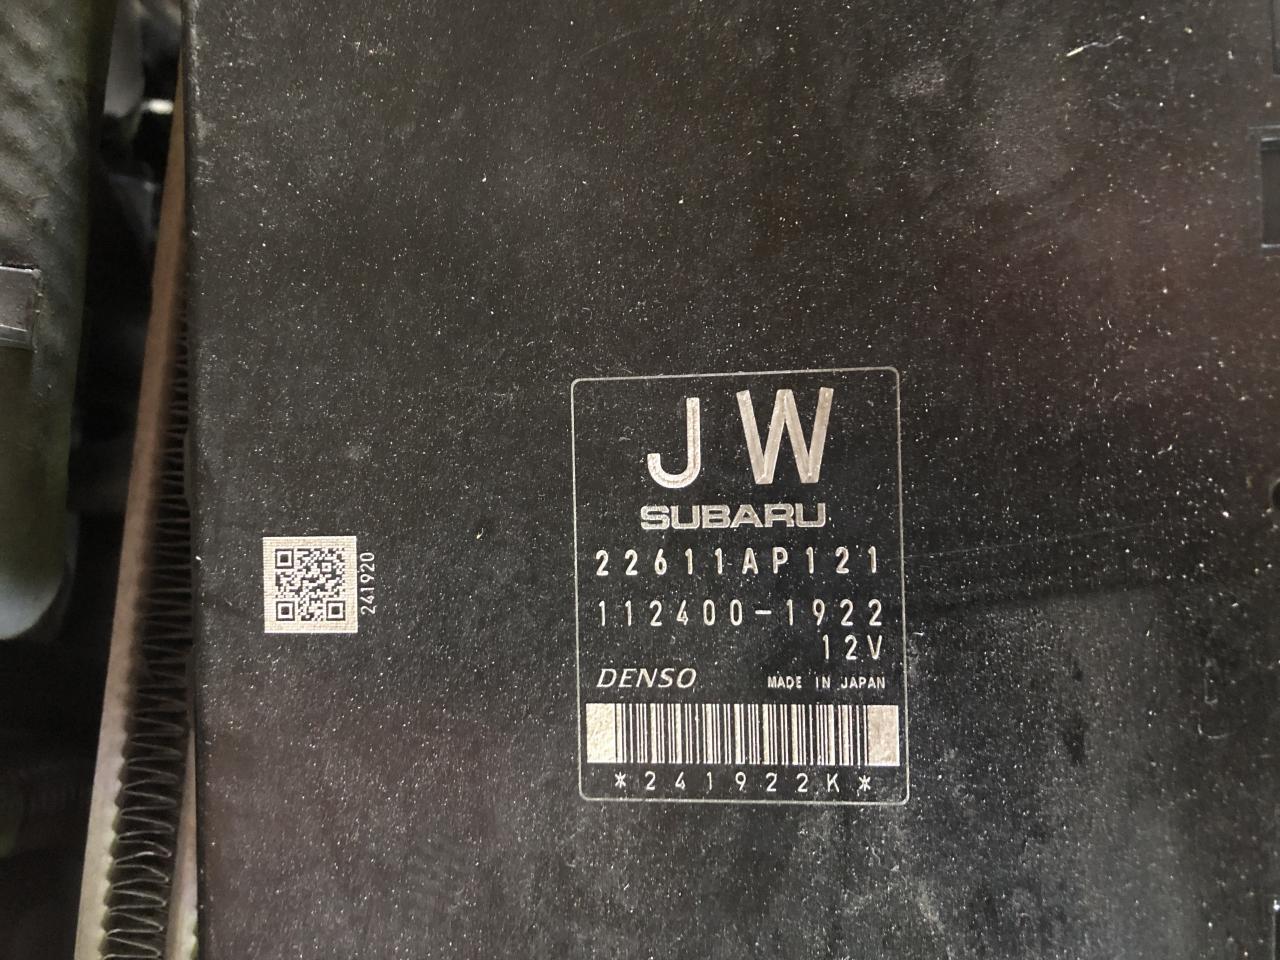 JW
SUBARU
22611AP121
112400-1922
12V
DENSO MADE IN JAPAN
*241922K*
241920